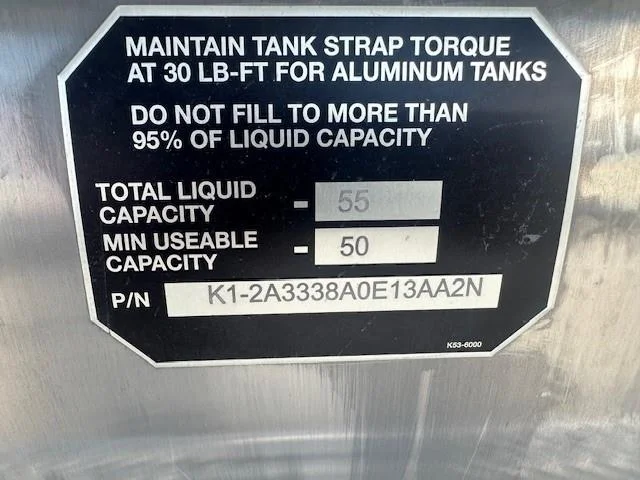 MAINTAIN TANK STRAP TORQUE
AT 30 LB-FT FOR ALUMINUM TANKS
DO NOT FILL TO MORE THAN
95% OF LIQUID CAPACITY
TOTAL LIQUID
CAPACITY - 55
MIN USEABLE
CAPACITY - 50
P/N K1-2A3338A0E13AA2N
K53-6000